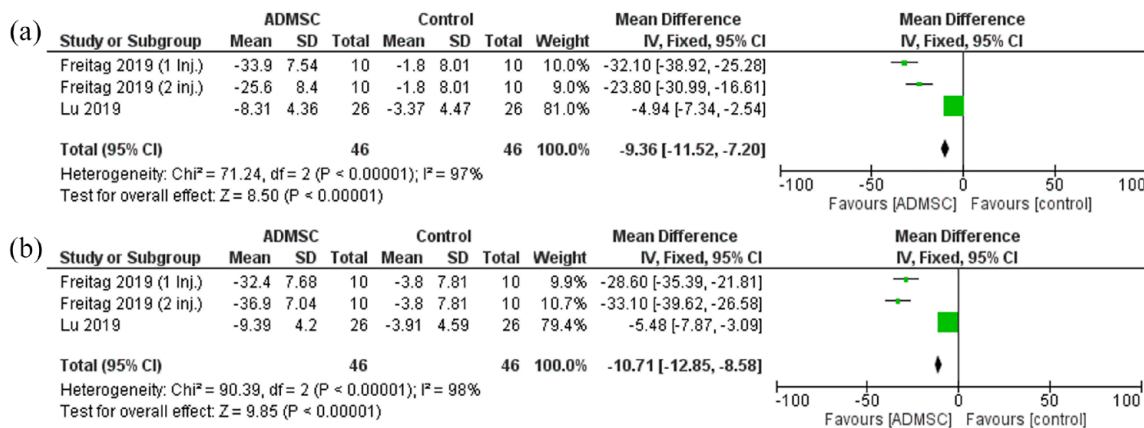 (a)
ADMSC Control Mean Difference Mean Difference
Study or Subgroup Mean SD Total Mean SD Total Weight IV, Fixed, 95% CI IV, Fixed, 95% CI
Freitag 2019 (1 Inj.) -33.9 7.54 10 -1.8 8.01 10 10.0% -32.10 [-38.92, -25.28]
Freitag 2019 (2 inj.) -25.6 8.4 10 -1.8 8.01 10 9.0% -23.80 [-30.99, -16.61]
Lu 2019 -8.31 4.36 26 -3.37 4.47 26 81.0% -4.94 [-7.34, -2.54]
Total (95% CI) 46 46 100.0% -9.36 [-11.52, -7.20]
Heterogeneity: Chi² = 71.24, df = 2 (P < 0.00001); I² = 97%
Test for overall effect: Z = 8.50 (P < 0.00001)
-100 -50 0 50 100
Favours [ADMSC] Favours [control]
(b)
ADMSC Control Mean Difference Mean Difference
Study or Subgroup Mean SD Total Mean SD Total Weight IV, Fixed, 95% CI IV, Fixed, 95% CI
Freitag 2019 (1 Inj.) -32.4 7.68 10 -3.8 7.81 10 9.9% -28.60 [-35.39, -21.81]
Freitag 2019 (2 inj.) -36.9 7.04 10 -3.8 7.81 10 10.7% -33.10 [-39.62, -26.58]
Lu 2019 -9.39 4.2 26 -3.91 4.59 26 79.4% -5.48 [-7.87, -3.09]
Total (95% CI) 46 46 100.0% -10.71 [-12.85, -8.58]
Heterogeneity: Chi² = 90.39, df = 2 (P < 0.00001); I² = 98%
Test for overall effect: Z = 9.85 (P < 0.00001)
-100 -50 0 50 100
Favours [ADMSC] Favours [control]